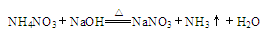 NH4NO3 + NaOH ══△══ NaNO3 + NH3↑ + H2O